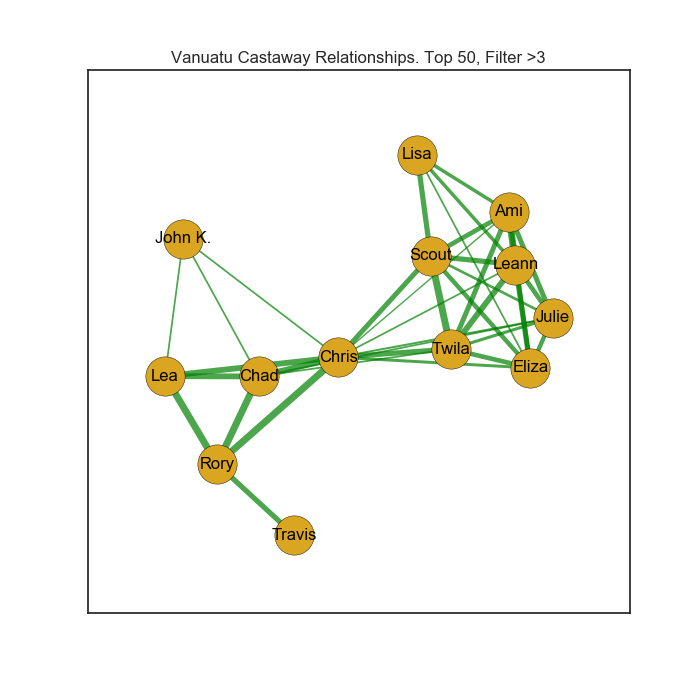 Vanuatu Castaway Relationships. Top 50, Filter >3
Lisa
Ami
John K.
Scout
Leann
Julie
Twila
Chris
Eliza
Lea
Chad
Rory
Travis